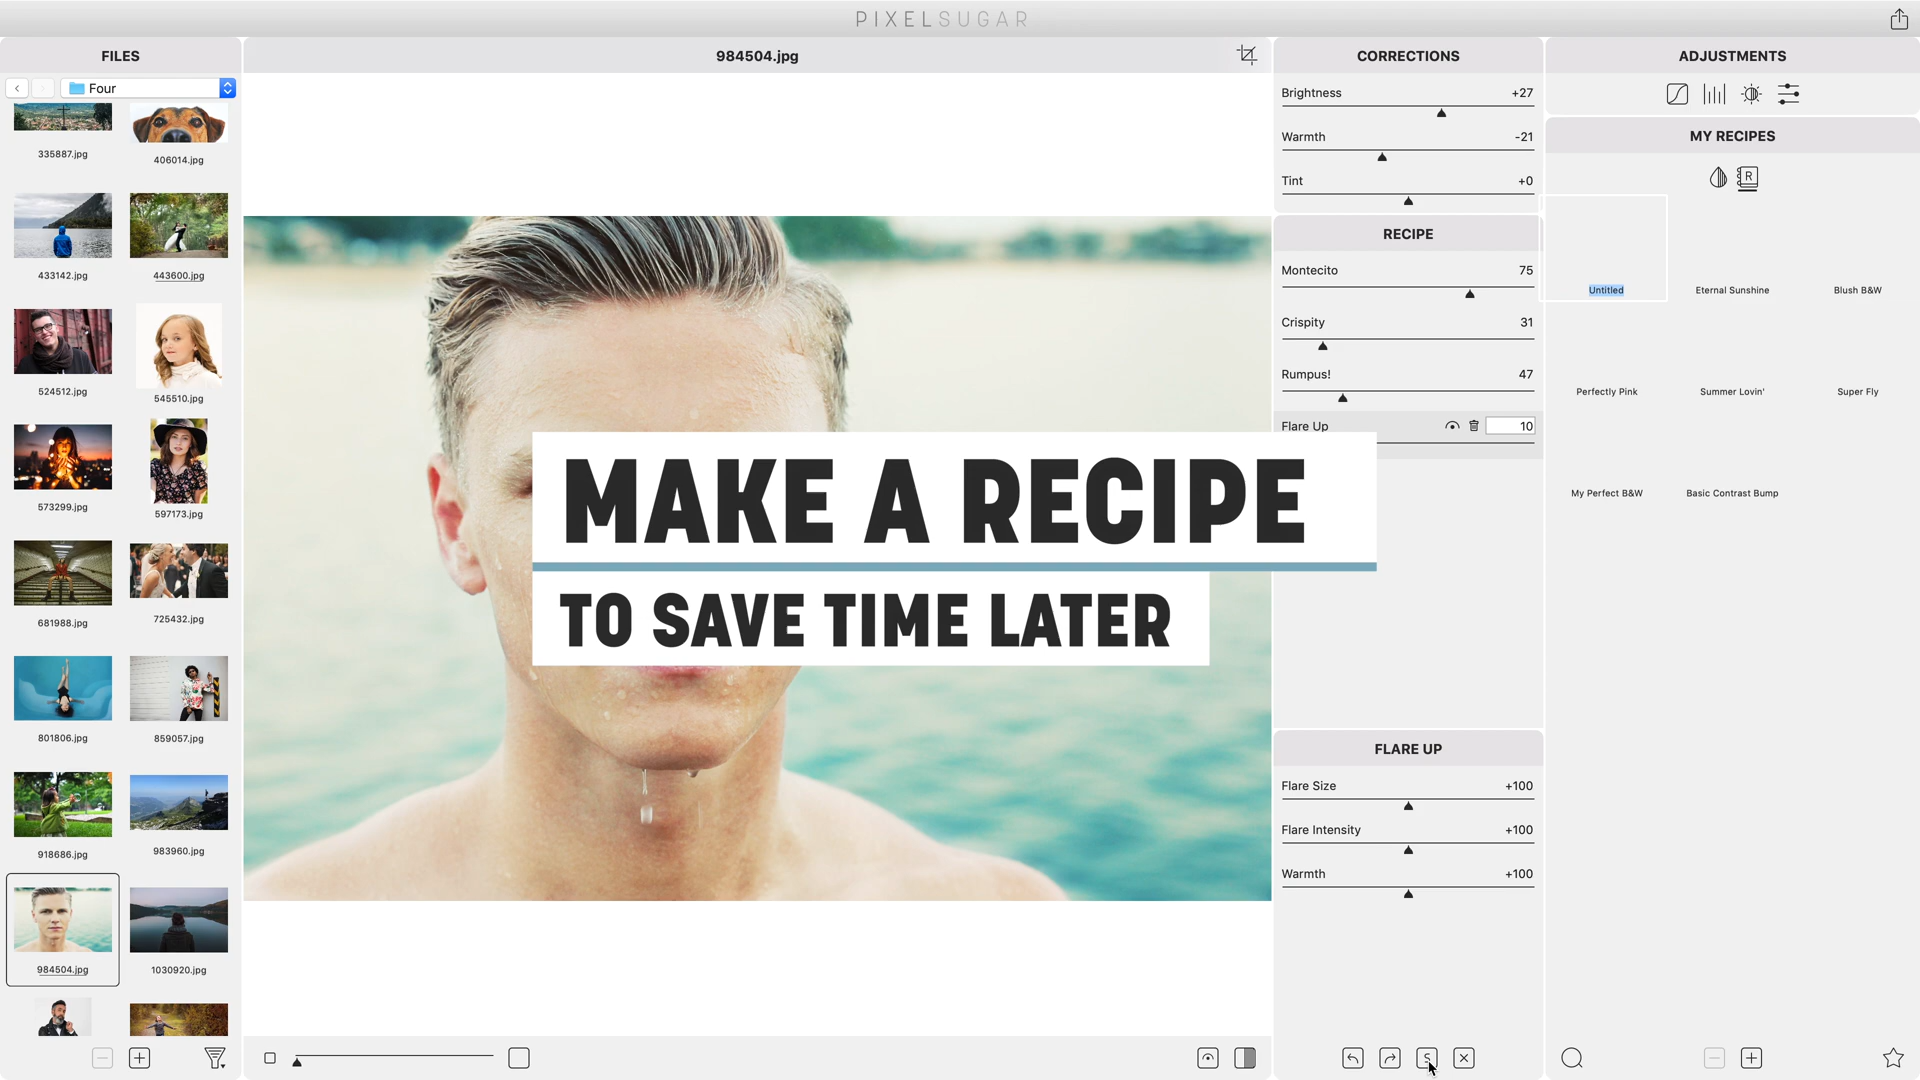 PIXELSUGAR
FILES
Four
335887.jpg
406014.jpg
433142.jpg
443600.jpg
524512.jpg
545510.jpg
573299.jpg
597173.jpg
681988.jpg
725432.jpg
801806.jpg
859057.jpg
918686.jpg
983960.jpg
984504.jpg
1030920.jpg
984504.jpg
MAKE A RECIPE
TO SAVE TIME LATER
CORRECTIONS
Brightness +27
Warmth -21
Tint +0
RECIPE
Montecito 75
Crispity 31
Rumpus! 47
Flare Up 10
FLARE UP
Flare Size +100
Flare Intensity +100
Warmth +100
S
ADJUSTMENTS
MY RECIPES
R
Untitled
Eternal Sunshine
Blush B&W
Perfectly Pink
Summer Lovin'
Super Fly
My Perfect B&W
Basic Contrast Bump